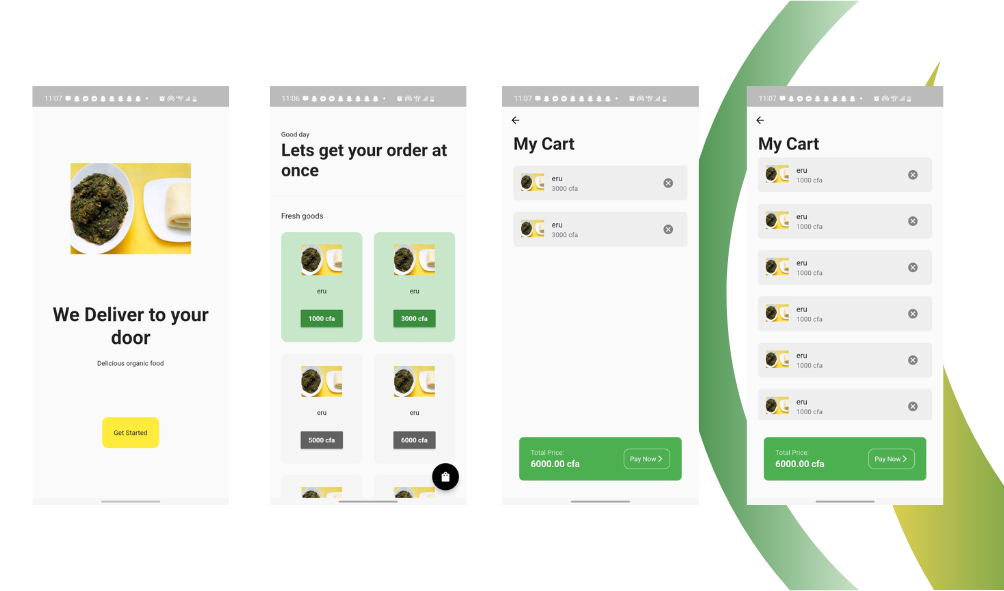 11:07
We Deliver to your
door
Delicious organic food
Get Started
11:06
Good day
Lets get your order at
once
Fresh goods
eru
1000 cfa
eru
3000 cfa
eru
5000 cfa
eru
6000 cfa
11:07
My Cart
eru
3000 cfa
eru
3000 cfa
Total Price:
6000.00 cfa
Pay Now
11:07
My Cart
eru
1000 cfa
eru
1000 cfa
eru
1000 cfa
eru
1000 cfa
eru
1000 cfa
eru
1000 cfa
Total Price:
6000.00 cfa
Pay Now